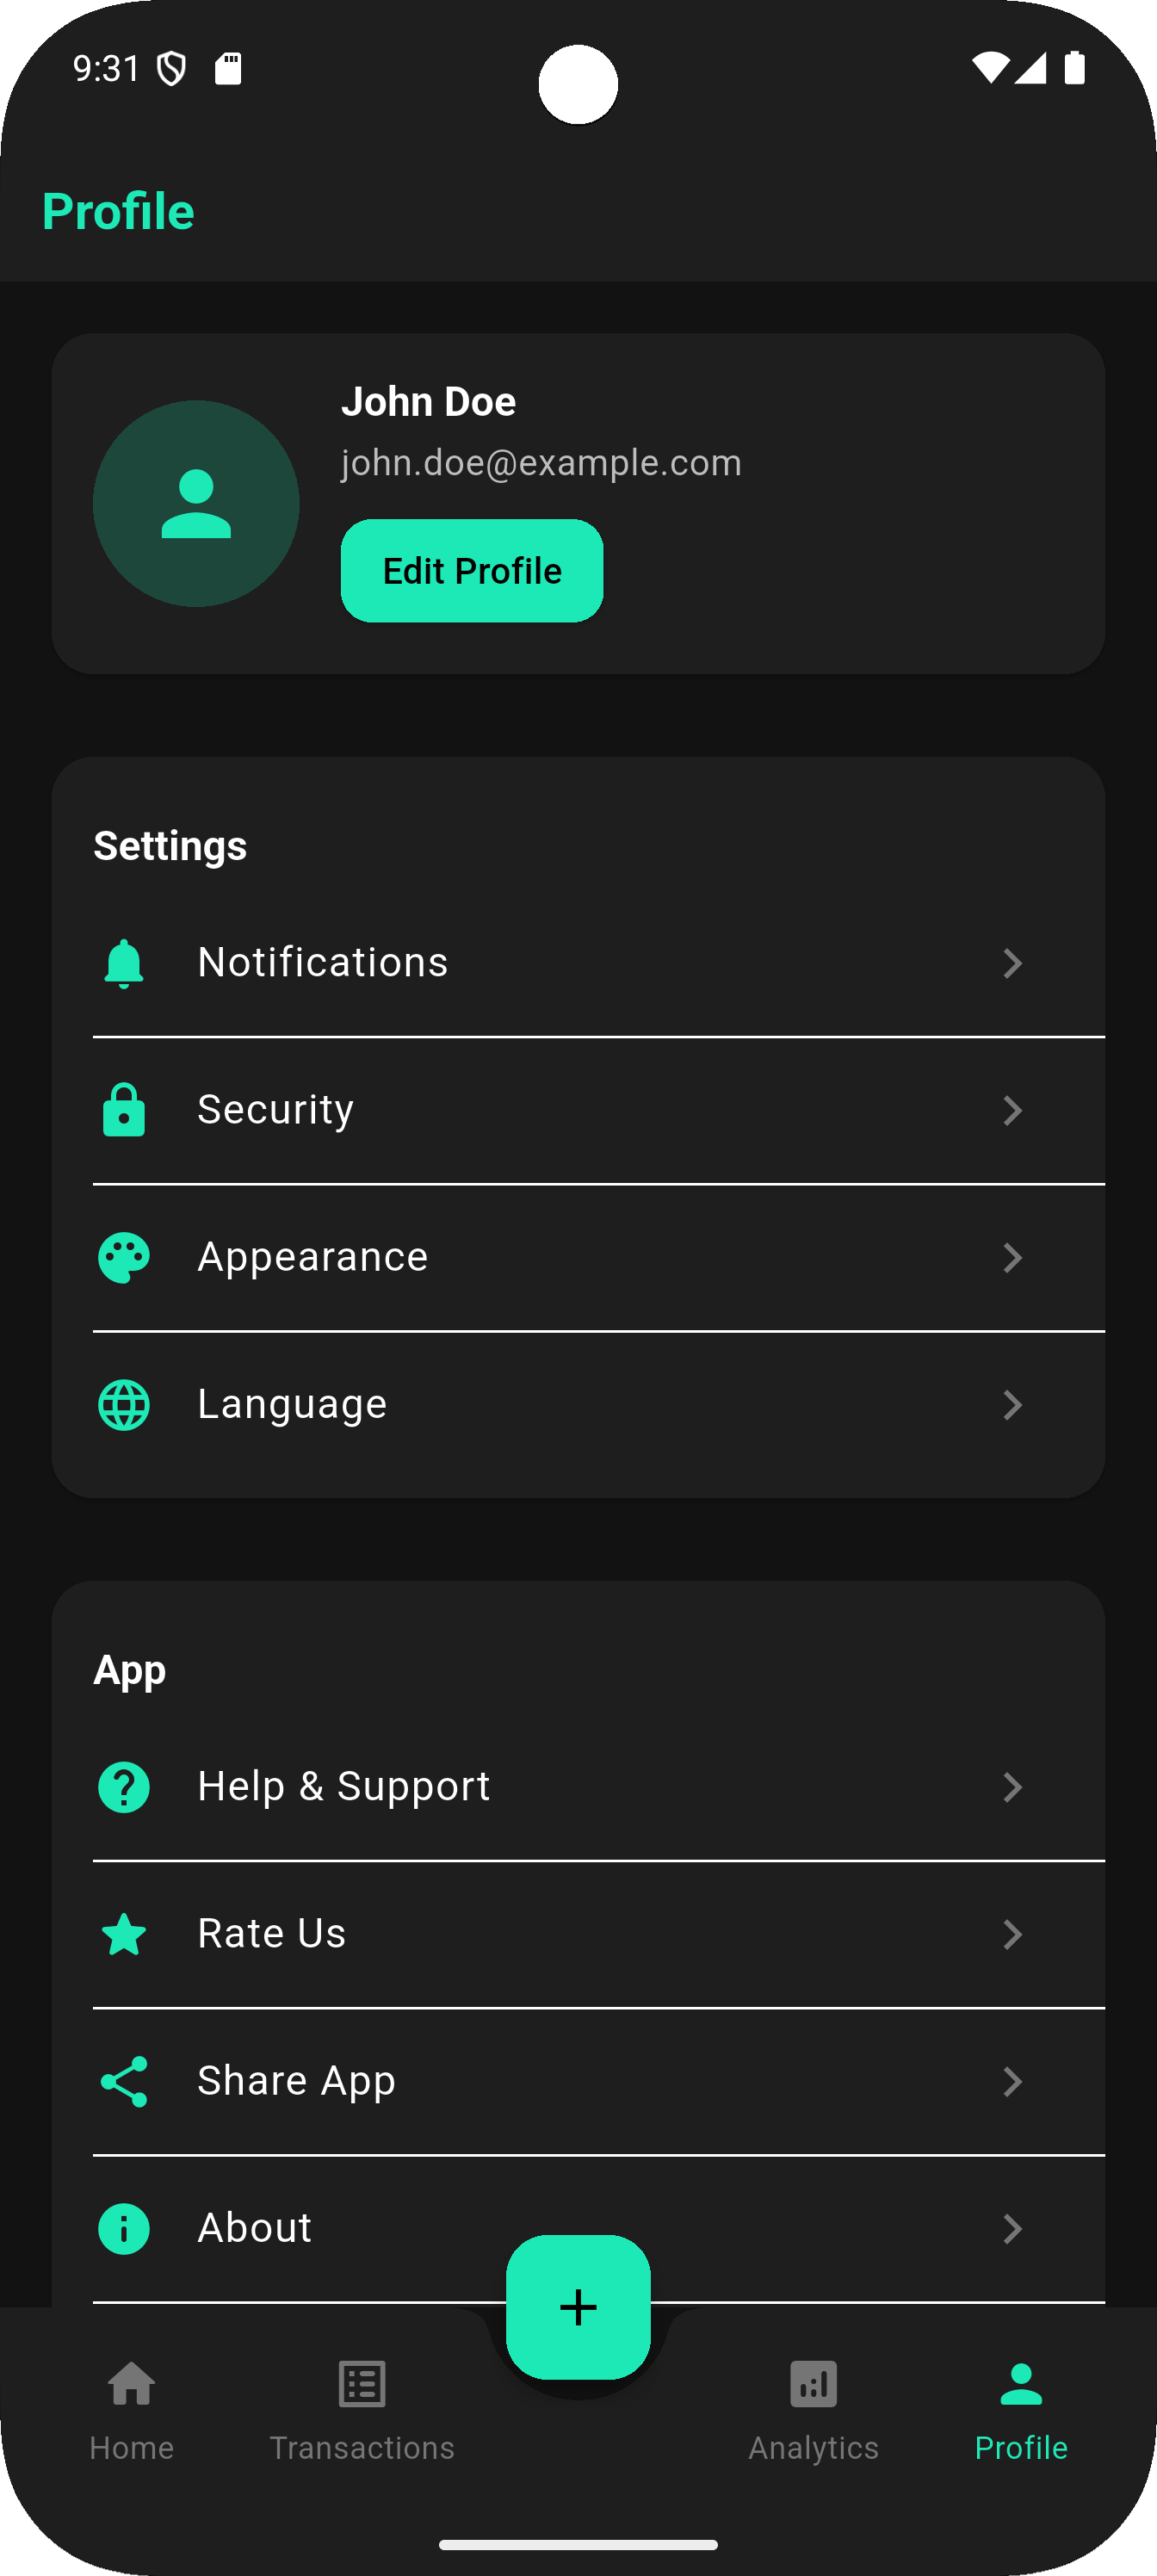 9:31
Profile
John Doe
john.doe@example.com
Edit Profile
Settings
Notifications
Security
Appearance
Language
App
Help & Support
Rate Us
Share App
About
Home
Transactions
Analytics
Profile